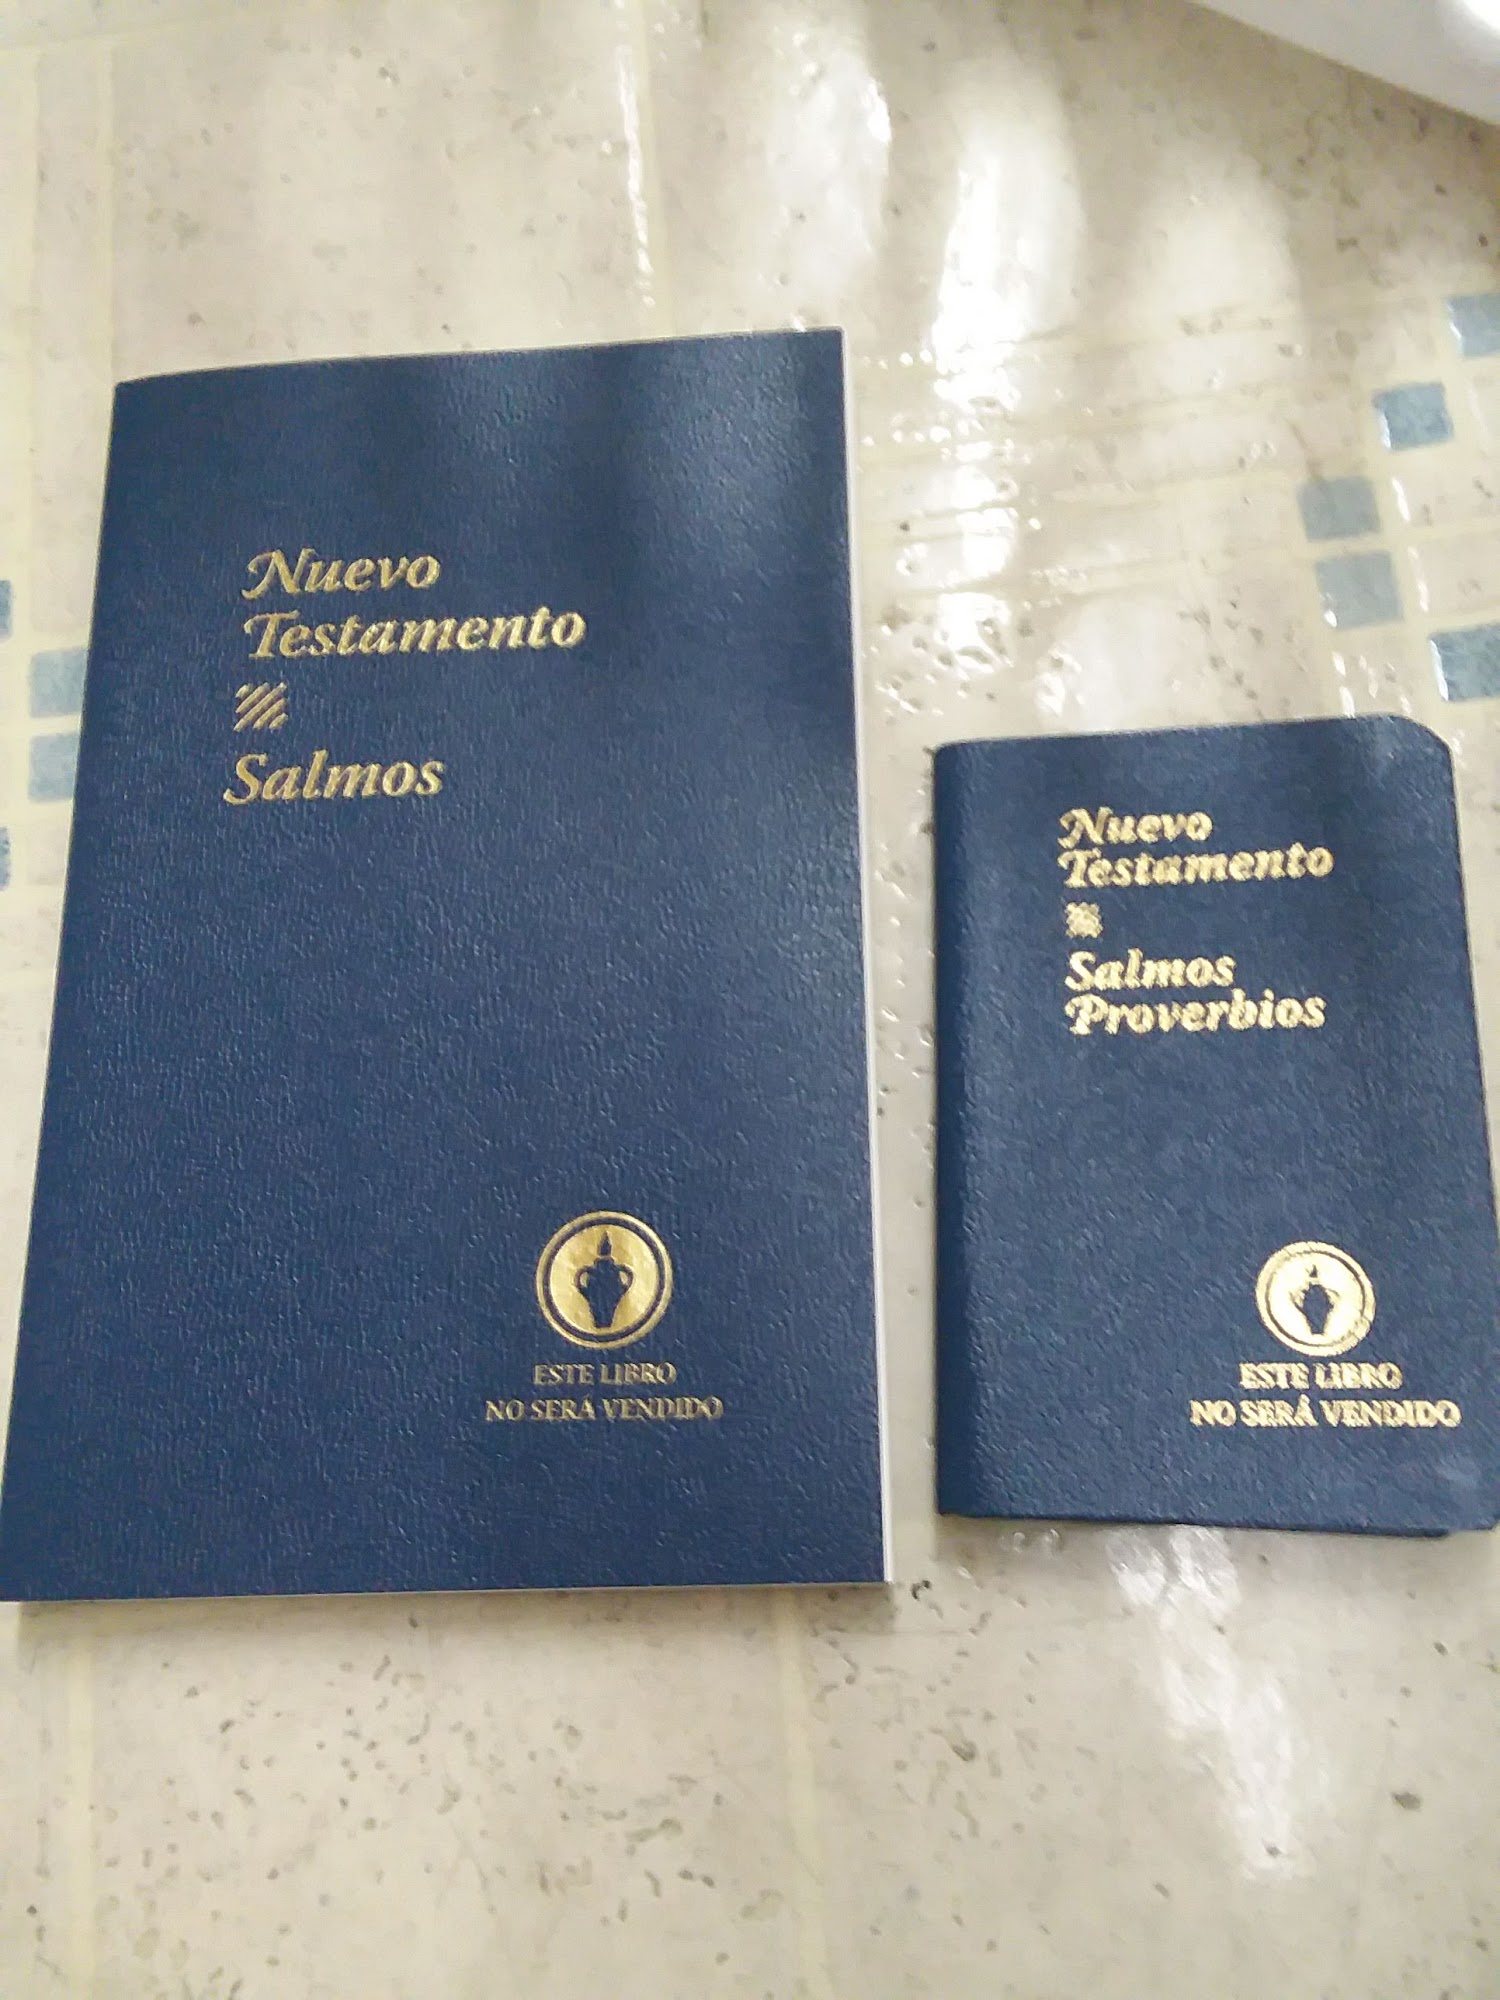 Nuevo
Testamento
Salmos
ESTE LIBRO
NO SERÁ VENDIDO
Nuevo
Testamento
Salmos
Proverbios
ESTE LIBRO
NO SERÁ VENDIDO